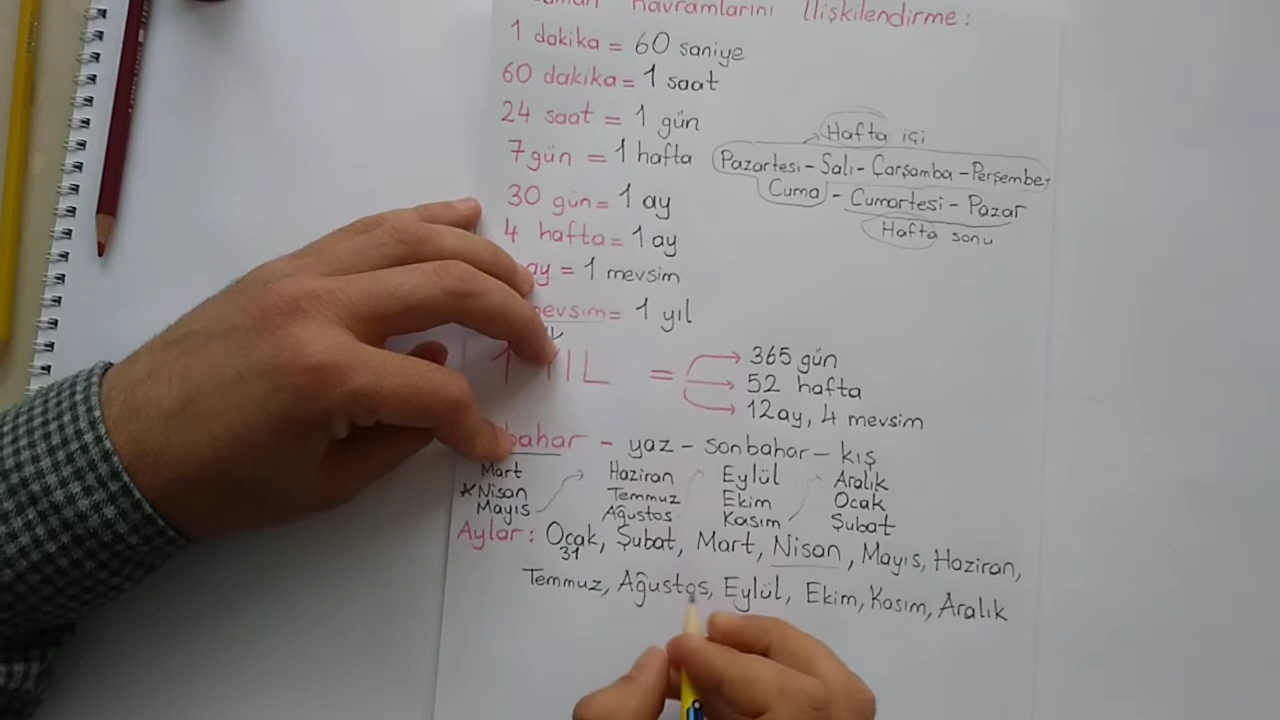 Kavramlarını İlişkilendirme:
1 dakika = 60 saniye
60 dakika = 1 saat
24 saat = 1 gün
7 gün = 1 hafta
Hafta içi
Pazartesi - Salı - Çarşamba - Perşembe,
Cuma - Cumartesi - Pazar
Hafta sonu
30 gün = 1 ay
4 hafta = 1 ay
ay = 1 mevsim
mevsim = 1 yıl
1 YIL =
365 gün
52 hafta
12 ay, 4 mevsim
bahar - yaz - sonbahar - kış
Mart Haziran Eylül Aralık
*Nisan Temmuz Ekim Ocak
Mayıs Ağustos Kasım Şubat
Aylar: Ocak, Şubat, Mart, Nisan, Mayıs, Haziran,
31
Temmuz, Ağustos, Eylül, Ekim, Kasım, Aralık